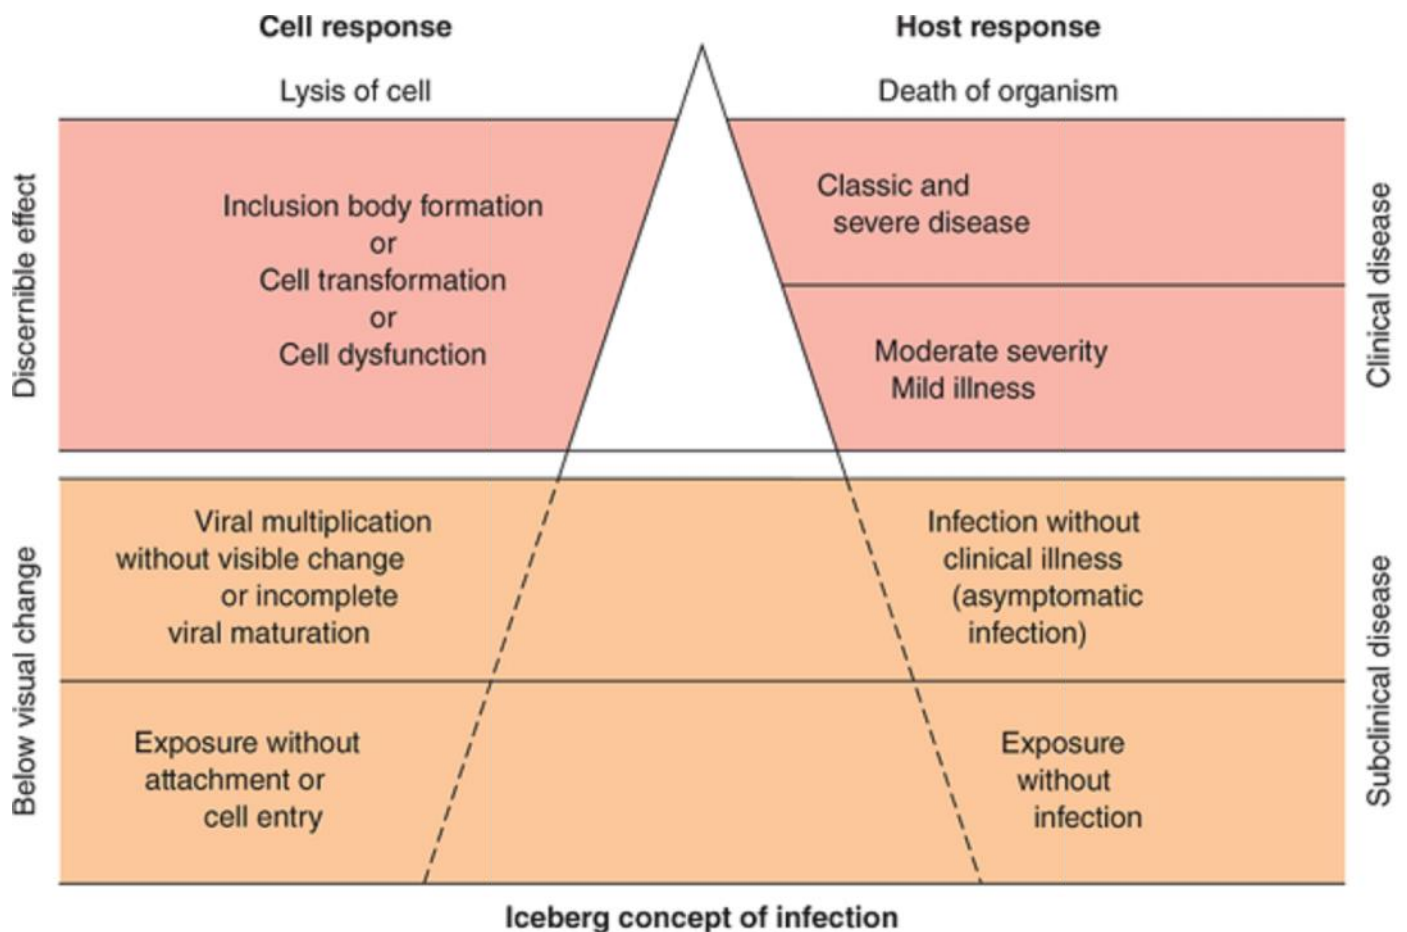 Cell response
Host response
Lysis of cell
Death of organism
Discernible effect
Inclusion body formation
or
Cell transformation
or
Cell dysfunction
Classic and
severe disease
Moderate severity
Mild illness
Clinical disease
Below visual change
Viral multiplication
without visible change
or incomplete
viral maturation
Infection without
clinical illness
(asymptomatic
infection)
Exposure without
attachment or
cell entry
Exposure
without
infection
Subclinical disease
Iceberg concept of infection